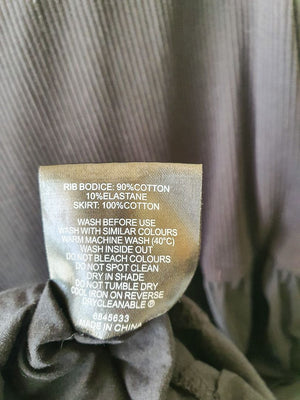 RIB BODICE: 90%COTTON
10%ELASTANE
SKIRT: 100%COTTON
WASH BEFORE USE
WASH WITH SIMILAR COLOURS
WARM MACHINE WASH (40°C)
WASH INSIDE OUT
DO NOT BLEACH COLOURS
DO NOT SPOT CLEAN
DRY IN SHADE
DO NOT TUMBLE DRY
COOL IRON ON REVERSE
DRYCLEANABLE Ⓟ
6845633
MADE IN CHINA